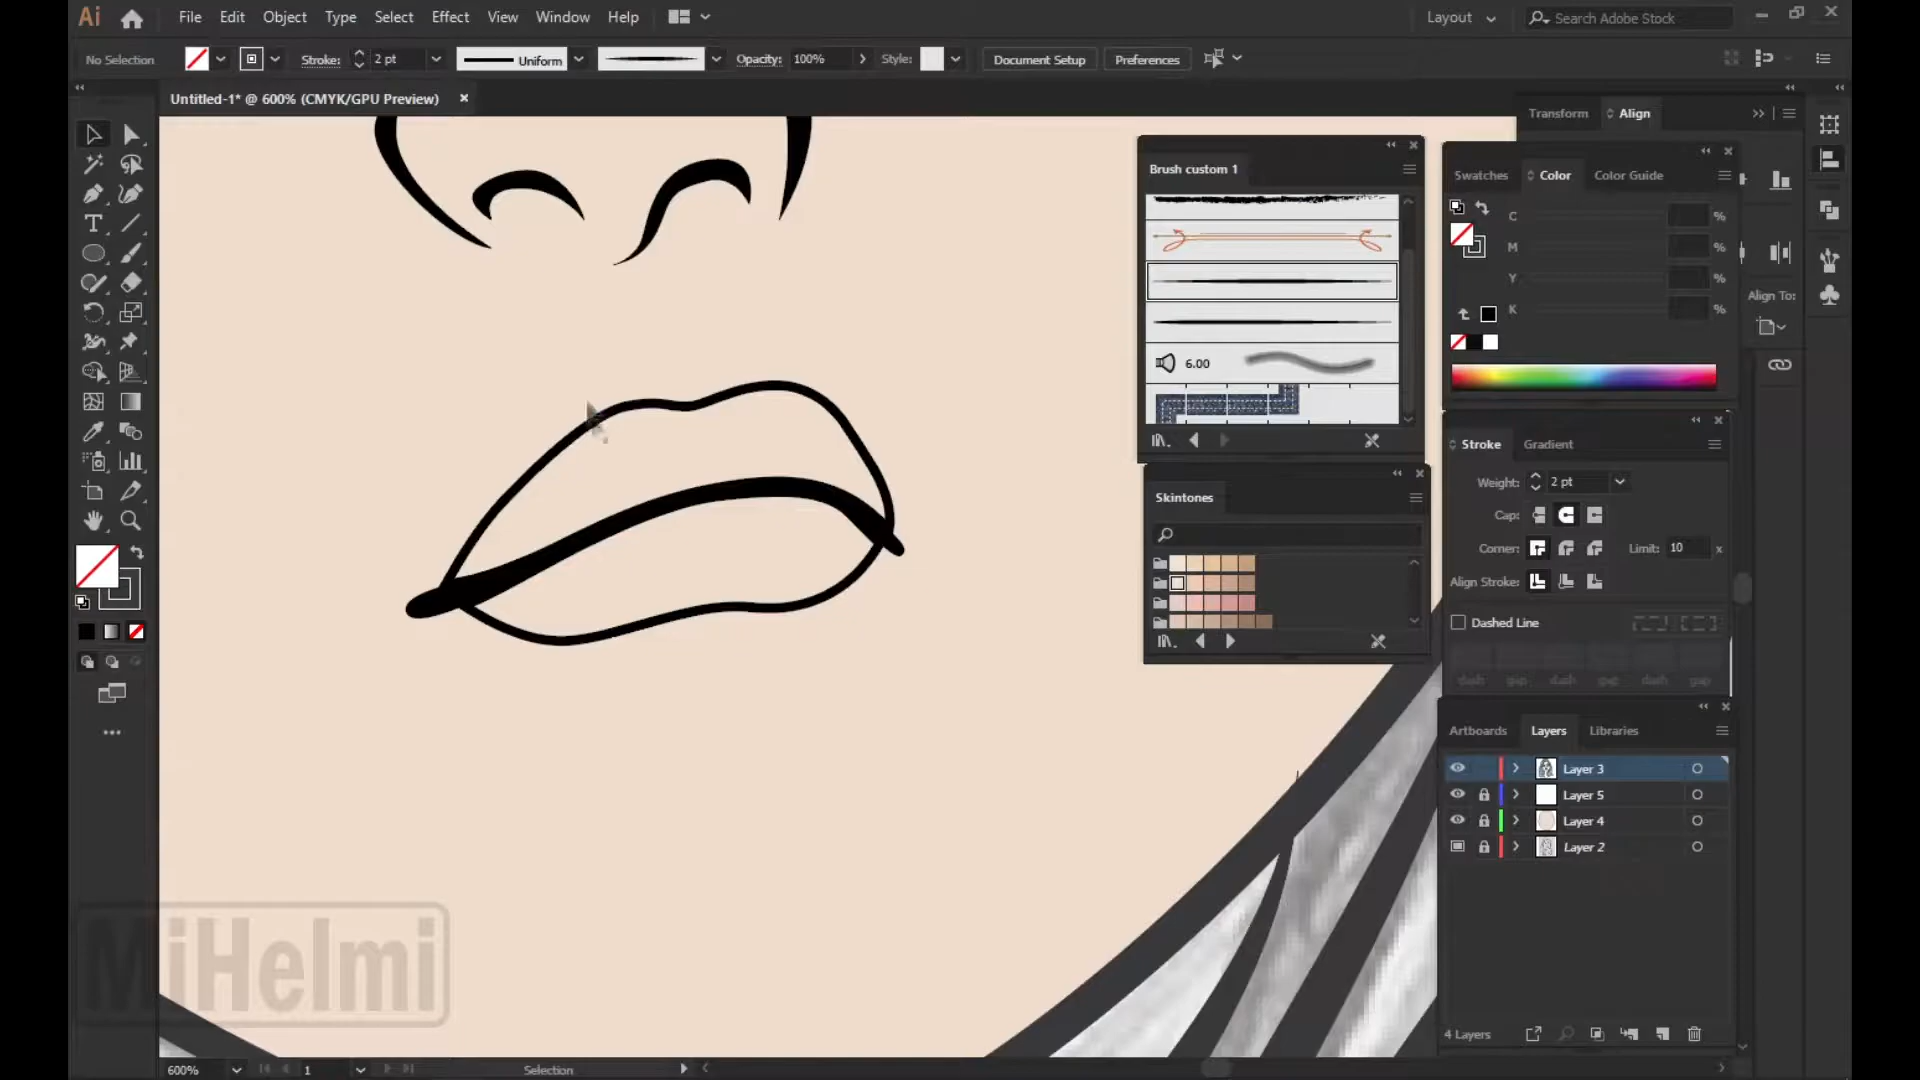 Ai File Edit Object Type Select Effect View Window Help Layout Search Adobe Stock
No Selection Stroke: 2 pt Uniform Opacity: 100% Style: Document Setup Preferences
Untitled-1* @ 600% (CMYK/GPU Preview)
Transform Align
Brush custom 1
Swatches Color Color Guide
C %
M %
Y %
K %
Align To:
6.00
Stroke Gradient
Weight: 2 pt
Skintones
Cap:
Corner: Limit: 10 x
Align Stroke:
Dashed Line
dash gap dash gap dash gap
Artboards Layers Libraries
Layer 3
Layer 5
Layer 4
Layer 2
MiHelmi
4 Layers
600% 1 Selection